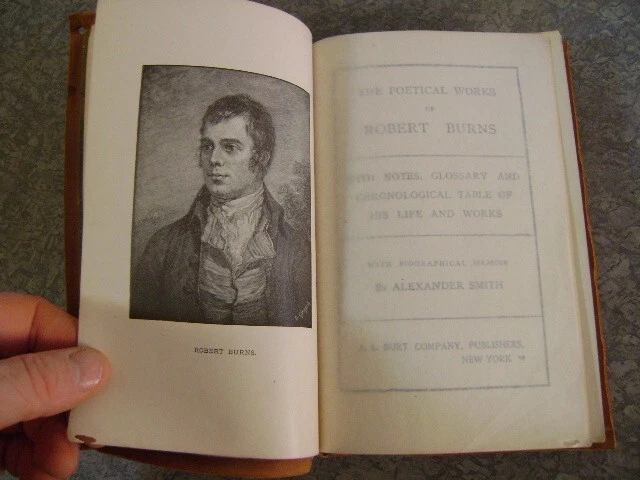 ROBERT BURNS.
THE POETICAL WORKS
OF
ROBERT BURNS
WITH NOTES, GLOSSARY AND
CHRONOLOGICAL TABLE OF
HIS LIFE AND WORKS
WITH BIOGRAPHICAL MEMOIR
BY ALEXANDER SMITH
A. L. BURT COMPANY, PUBLISHERS,
NEW YORK